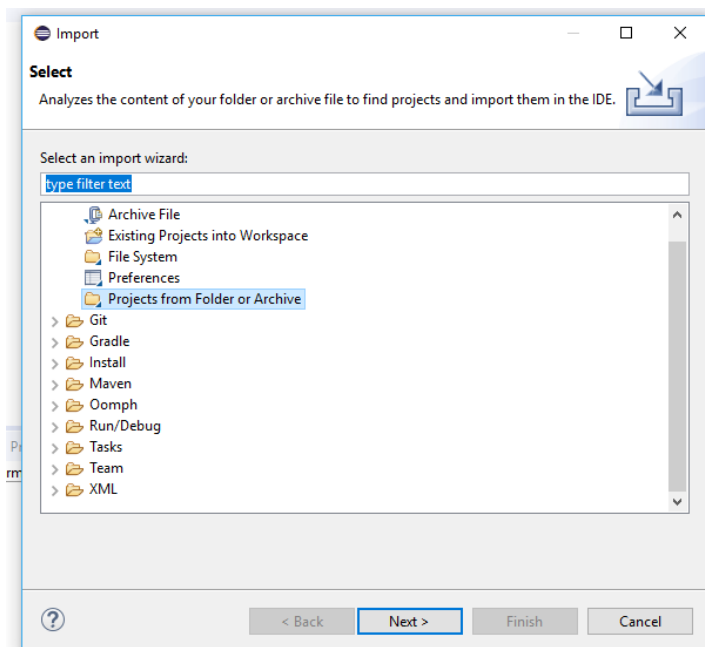 Import
Select
Analyzes the content of your folder or archive file to find projects and import them in the IDE.
Select an import wizard:
type filter text
Archive File
Existing Projects into Workspace
File System
Preferences
Projects from Folder or Archive
Git
Gradle
Install
Maven
Oomph
Run/Debug
Tasks
Team
XML
Pr
rm
?
< Back
Next >
Finish
Cancel